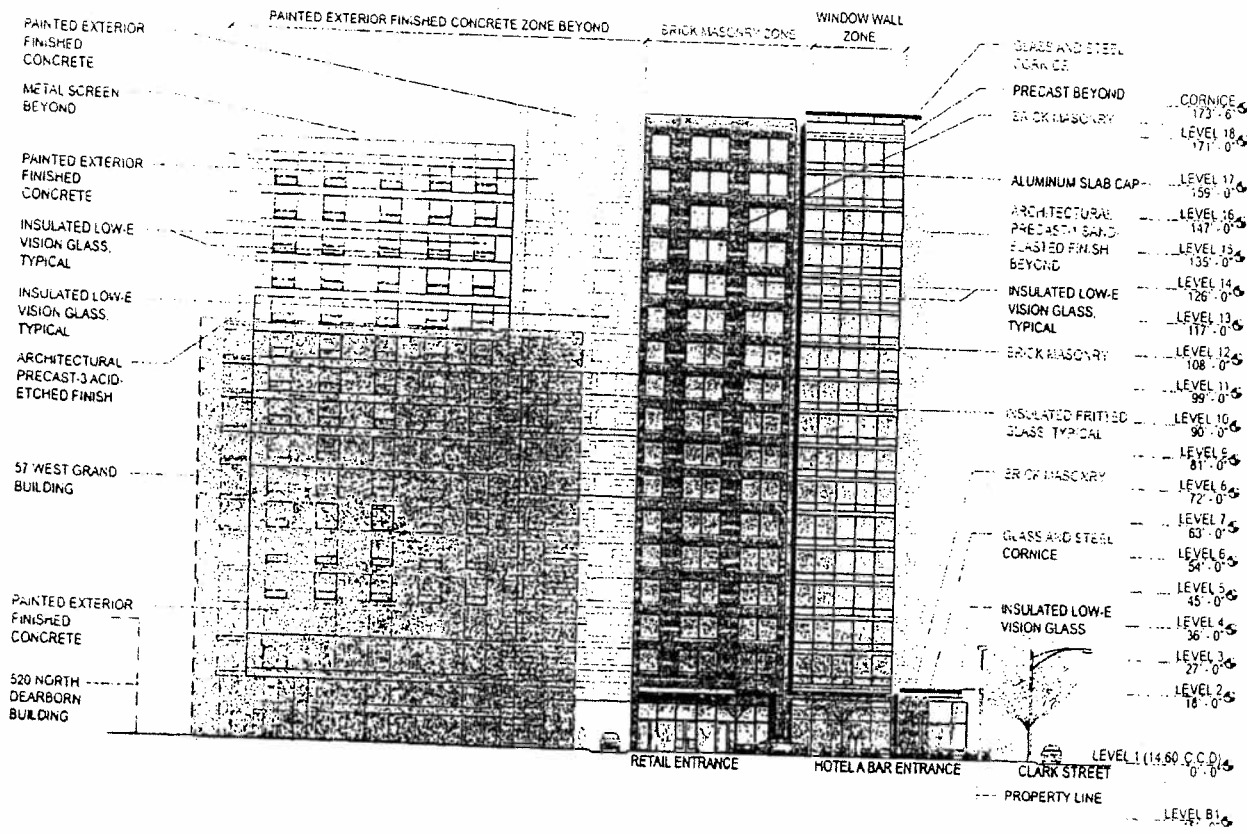 PAINTED EXTERIOR FINISHED CONCRETE ZONE BEYOND
BRICK MASONRY ZONE
WINDOW WALL
ZONE
PAINTED EXTERIOR
FINISHED
CONCRETE
METAL SCREEN
BEYOND
PAINTED EXTERIOR
FINISHED
CONCRETE
INSULATED LOW-E
VISION GLASS,
TYPICAL
INSULATED LOW-E
VISION GLASS,
TYPICAL
ARCHITECTURAL
PRECAST-3 ACID-
ETCHED FINISH
57 WEST GRAND
BUILDING
PAINTED EXTERIOR
FINISHED
CONCRETE
520 NORTH
DEARBORN
BUILDING
GLASS AND STEEL
CORNICE
PRECAST BEYOND
BRICK MASONRY
ALUMINUM SLAB CAP
ARCHITECTURAL
PRECAST-1 SAND-
BLASTED FINISH
BEYOND
INSULATED LOW-E
VISION GLASS,
TYPICAL
BRICK MASONRY
INSULATED FRITTED
GLASS, TYPICAL
BRICK MASONRY
GLASS AND STEEL
CORNICE
INSULATED LOW-E
VISION GLASS
CORNICE
173' - 6"
LEVEL 18
171' - 0"
LEVEL 17
159' - 0"
LEVEL 16
147' - 0"
LEVEL 15
135' - 0"
LEVEL 14
126' - 0"
LEVEL 13
117' - 0"
LEVEL 12
108' - 0"
LEVEL 11
99' - 0"
LEVEL 10
90' - 0"
LEVEL 9
81' - 0"
LEVEL 8
72' - 0"
LEVEL 7
63' - 0"
LEVEL 6
54' - 0"
LEVEL 5
45' - 0"
LEVEL 4
36' - 0"
LEVEL 3
27' - 0"
LEVEL 2
18' - 0"
LEVEL 1 (14.60 C.C.D)
0' - 0"
LEVEL B1
RETAIL ENTRANCE
HOTEL A BAR ENTRANCE
CLARK STREET
PROPERTY LINE